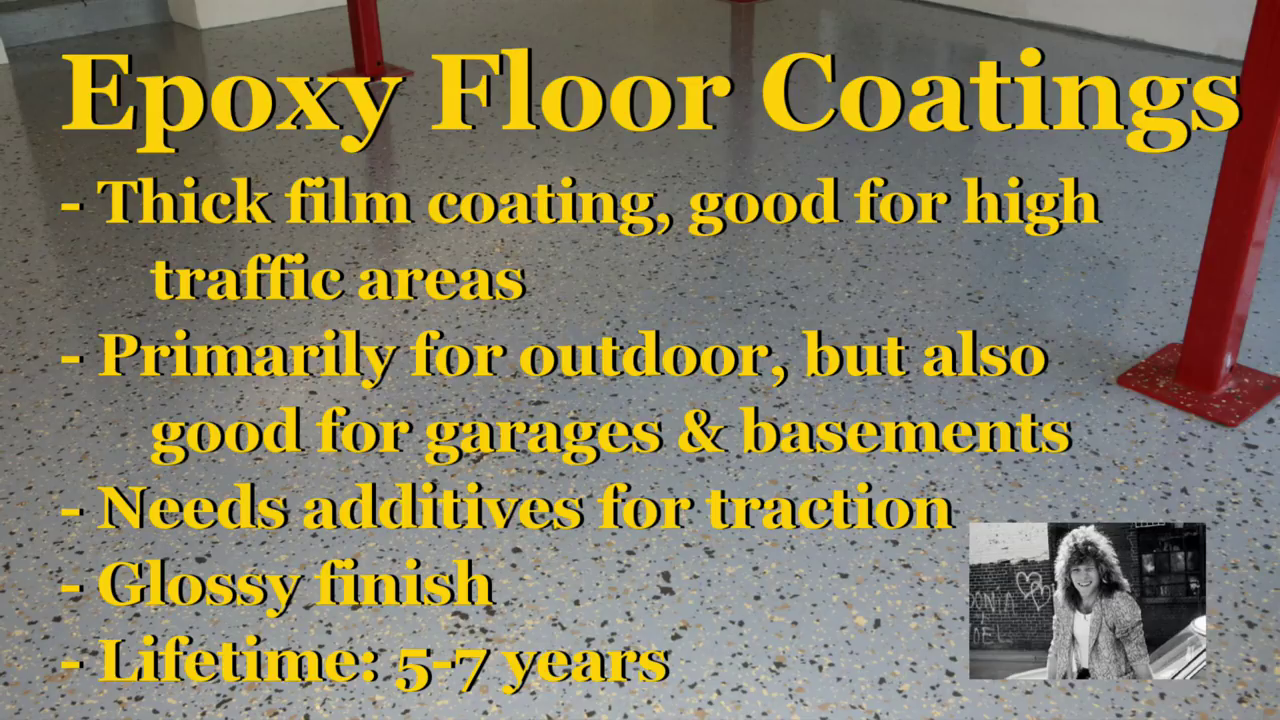 Epoxy Floor Coatings
- Thick film coating, good for high
traffic areas
- Primarily for outdoor, but also
good for garages & basements
- Needs additives for traction
- Glossy finish
- Lifetime: 5-7 years